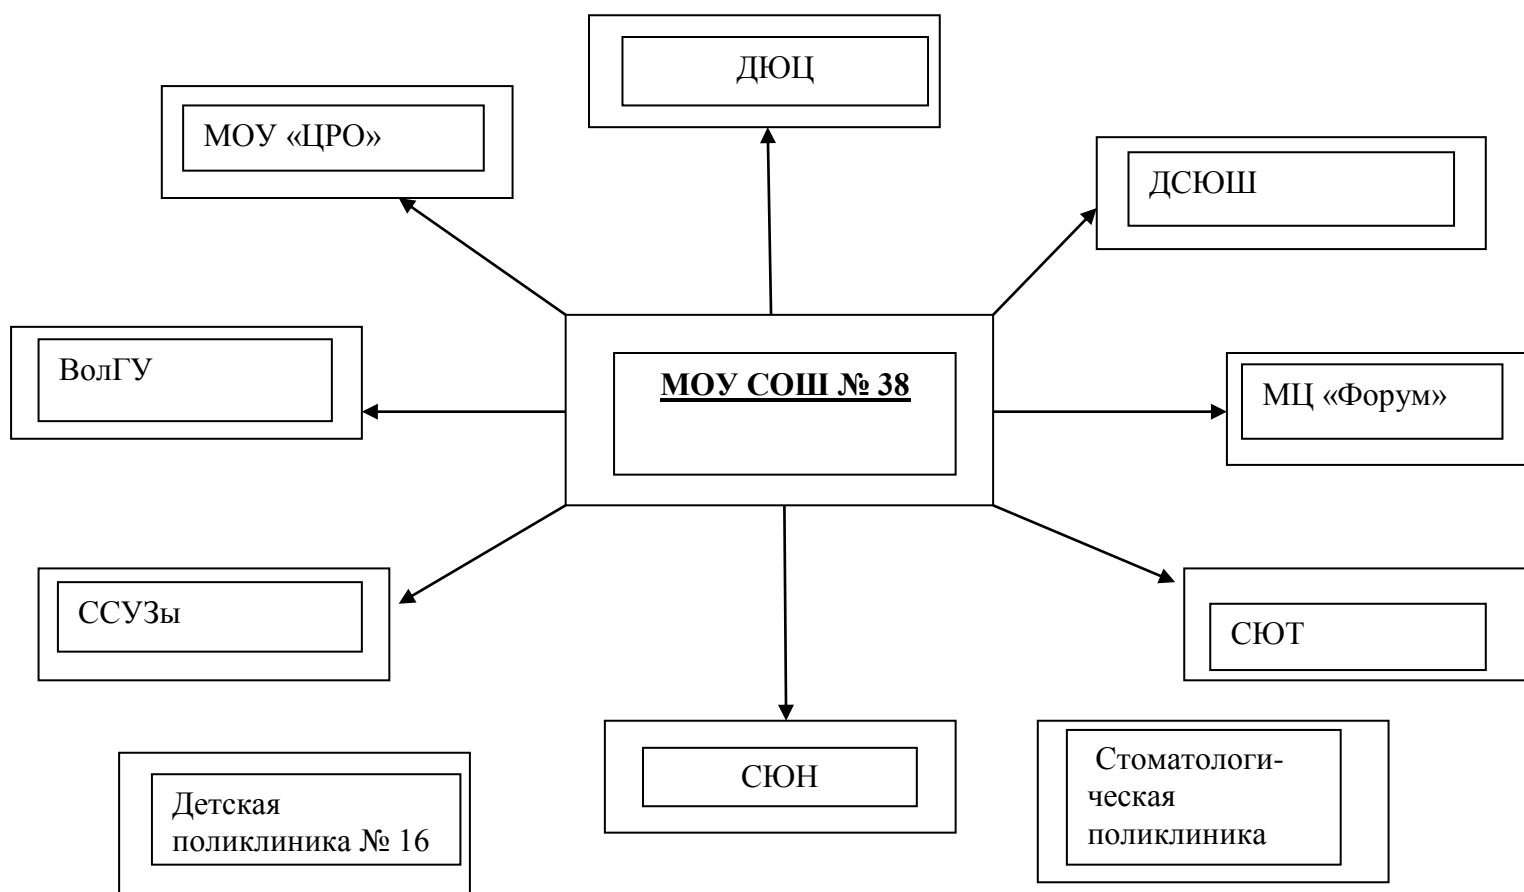 ДЮЦ
МОУ «ЦРО»
ДСЮШ
ВолГУ
МОУ СОШ № 38
МЦ «Форум»
ССУЗы
СЮТ
СЮН
Стоматологи-
ческая
поликлиника
Детская
поликлиника № 16